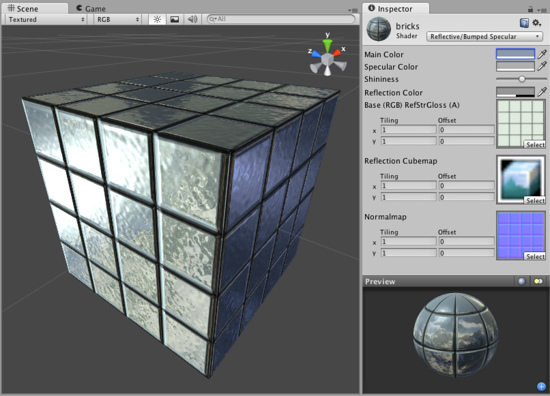 Scene
Game
Textured
RGB
All
y
x
z
Inspector
bricks
Shader
Reflective/Bumped Specular
Main Color
Specular Color
Shininess
Reflection Color
Base (RGB) RefStrGloss (A)
Tiling Offset
x 1 0
y 1 0
Select
Reflection Cubemap
Tiling Offset
x 1 0
y 1 0
Select
Normalmap
Tiling Offset
x 1 0
y 1 0
Select
Preview